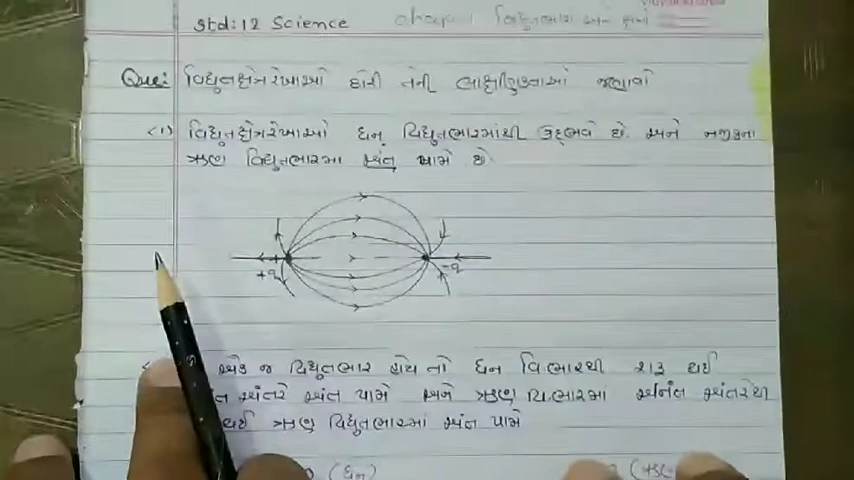 Std: 12 Science
Que: વિદ્યુતક્ષેત્રરેખાઓ દોરી તેની લાક્ષણિકતાઓ જણાવો
(1) વિદ્યુતક્ષેત્રરેખાઓ ધન વિદ્યુતભારમાંથી ઉદ્ભવે છે. અને નજીકના
ઋણ વિદ્યુતભારમાં અંત પામે છે
+q -q
એક જ વિદ્યુતભાર હોય તો ધન વિ.ભારથી શરૂ થઈ
અંતરે અંત પામે અને ઋણ વિ.ભારમાં અનંત અંતરેથી
થઈ ઋણ વિદ્યુતભારમાં અંત પામે
(ધન)